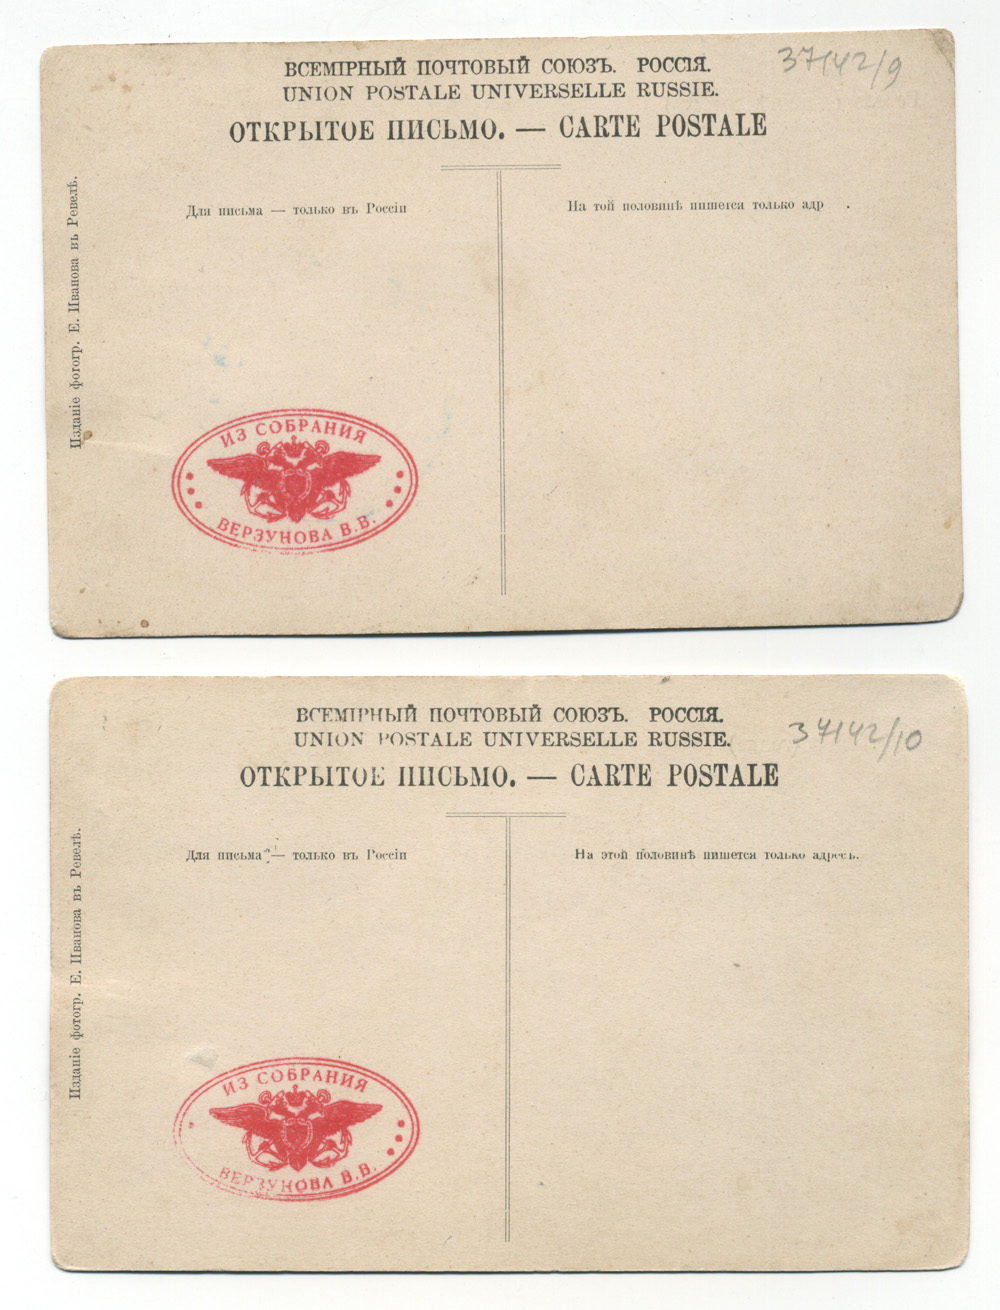 ВСЕМІРНЫЙ ПОЧТОВЫЙ СОЮЗЪ. РОССІЯ.
37142/9
UNION POSTALE UNIVERSELLE RUSSIE.
ОТКРЫТОЕ ПИСЬМО. — CARTE POSTALE
Для письма — только въ Россіи
На той половинѣ пишется только адр .
Изданіе фотогр. Е. Иванова въ Ревелѣ.
ИЗ СОБРАНИЯ
ВЕРЗУНОВА В.В.
ВСЕМІРНЫЙ ПОЧТОВЫЙ СОЮЗЪ. РОССІЯ.
37142/10
UNION POSTALE UNIVERSELLE RUSSIE.
ОТКРЫТОЕ ПИСЬМО. — CARTE POSTALE
Для письма — только въ Россіи
На этой половинѣ пишется только адресъ.
Изданіе фотогр. Е. Иванова въ Ревелѣ.
ИЗ СОБРАНИЯ
ВЕРЗУНОВА В.В.